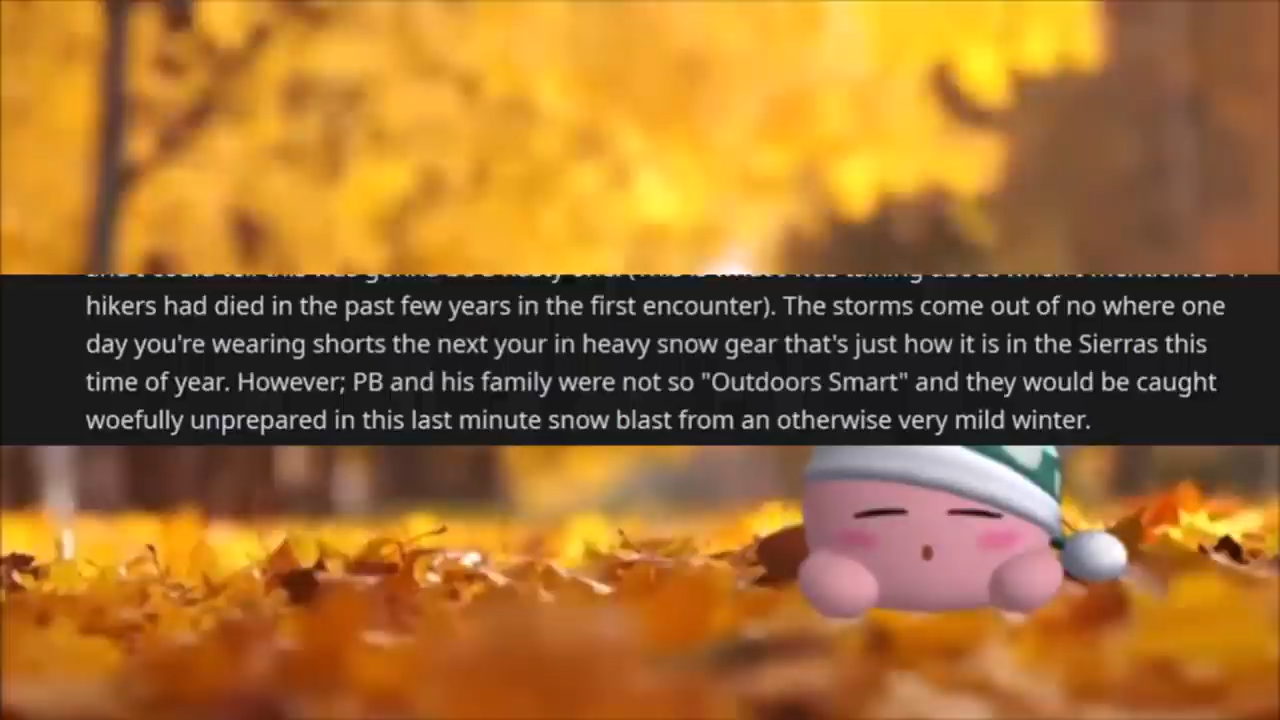 hikers had died in the past few years in the first encounter). The storms come out of no where one
day you're wearing shorts the next your in heavy snow gear that's just how it is in the Sierras this
time of year. However; PB and his family were not so "Outdoors Smart" and they would be caught
woefully unprepared in this last minute snow blast from an otherwise very mild winter.